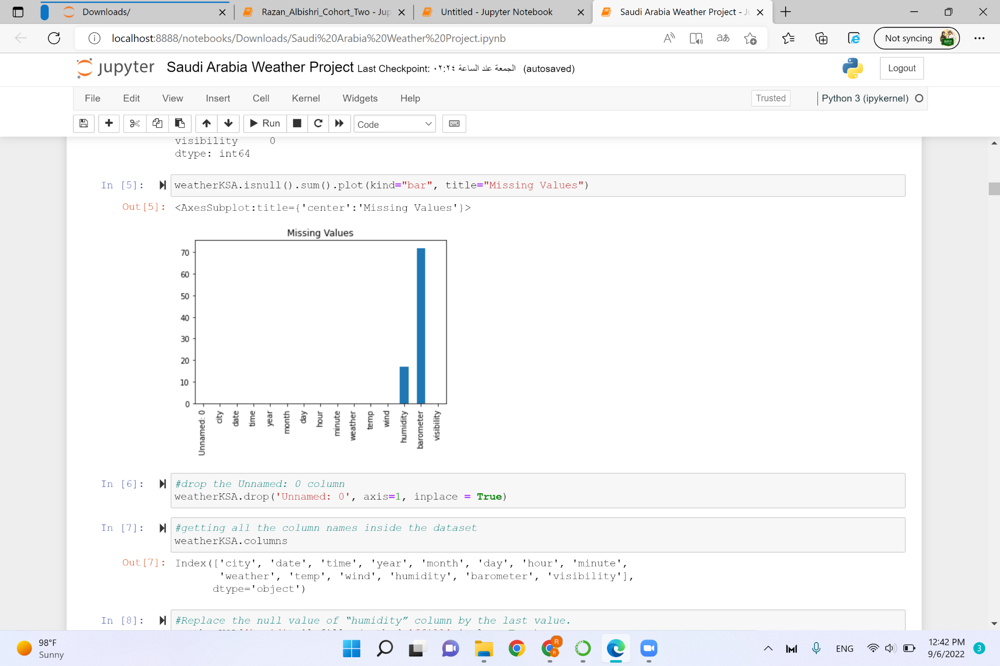 Downloads/
Razan_Albishri_Cohort_Two - Jup
Untitled - Jupyter Notebook
Saudi Arabia Weather Project - Ju
localhost:8888/notebooks/Downloads/Saudi%20Arabia%20Weather%20Project.ipynb
Not syncing
jupyter Saudi Arabia Weather Project Last Checkpoint: الجمعة عند الساعة ٠٢:٢٤ (autosaved)
Logout
File Edit View Insert Cell Kernel Widgets Help
Trusted
Python 3 (ipykernel)
Run
Code
visibility 0
dtype: int64
In [5]: weatherKSA.isnull().sum().plot(kind="bar", title="Missing Values")
Out[5]: <AxesSubplot:title={'center':'Missing Values'}>
Missing Values
70
60
50
40
30
20
10
0
Unnamed: 0
city
date
time
year
month
day
hour
minute
weather
temp
wind
humidity
barometer
visibility
In [6]: #drop the Unnamed: 0 column
weatherKSA.drop('Unnamed: 0', axis=1, inplace = True)
In [7]: #getting all the column names inside the dataset
weatherKSA.columns
Out[7]: Index(['city', 'date', 'time', 'year', 'month', 'day', 'hour', 'minute',
'weather', 'temp', 'wind', 'humidity', 'barometer', 'visibility'],
dtype='object')
In [8]: #Replace the null value of “humidity” column by the last value.
98°F
Sunny
ENG
12:42 PM
9/6/2022
3